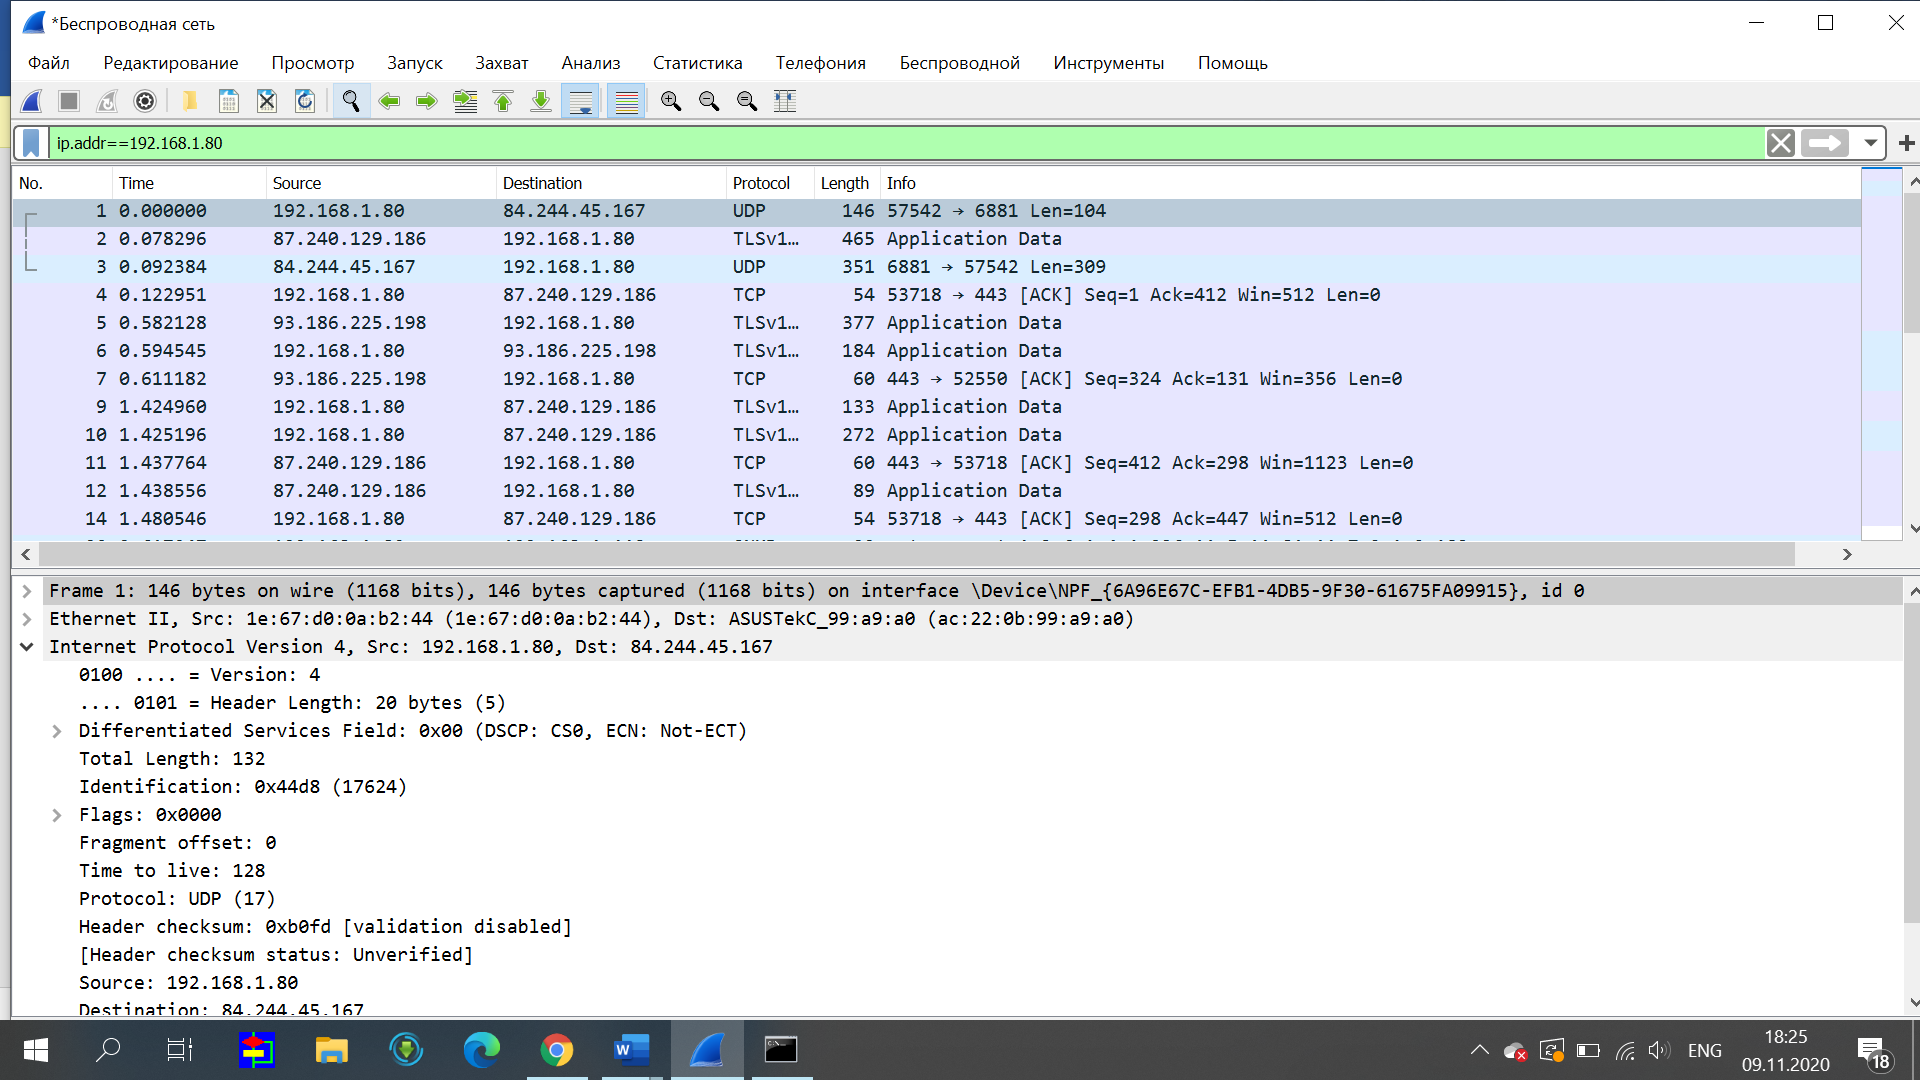 *Беспроводная сеть
Файл Редактирование Просмотр Запуск Захват Анализ Статистика Телефония Беспроводной Инструменты Помощь
ip.addr==192.168.1.80
No. Time Source Destination Protocol Length Info
1 0.000000 192.168.1.80 84.244.45.167 UDP 146 57542 → 6881 Len=104
2 0.078296 87.240.129.186 192.168.1.80 TLSv1… 465 Application Data
3 0.092384 84.244.45.167 192.168.1.80 UDP 351 6881 → 57542 Len=309
4 0.122951 192.168.1.80 87.240.129.186 TCP 54 53718 → 443 [ACK] Seq=1 Ack=412 Win=512 Len=0
5 0.582128 93.186.225.198 192.168.1.80 TLSv1… 377 Application Data
6 0.594545 192.168.1.80 93.186.225.198 TLSv1… 184 Application Data
7 0.611182 93.186.225.198 192.168.1.80 TCP 60 443 → 52550 [ACK] Seq=324 Ack=131 Win=356 Len=0
9 1.424960 192.168.1.80 87.240.129.186 TLSv1… 133 Application Data
10 1.425196 192.168.1.80 87.240.129.186 TLSv1… 272 Application Data
11 1.437764 87.240.129.186 192.168.1.80 TCP 60 443 → 53718 [ACK] Seq=412 Ack=298 Win=1123 Len=0
12 1.438556 87.240.129.186 192.168.1.80 TLSv1… 89 Application Data
14 1.480546 192.168.1.80 87.240.129.186 TCP 54 53718 → 443 [ACK] Seq=298 Ack=447 Win=512 Len=0
Frame 1: 146 bytes on wire (1168 bits), 146 bytes captured (1168 bits) on interface \Device\NPF_{6A96E67C-EFB1-4DB5-9F30-61675FA09915}, id 0
Ethernet II, Src: 1e:67:d0:0a:b2:44 (1e:67:d0:0a:b2:44), Dst: ASUSTekC_99:a9:a0 (ac:22:0b:99:a9:a0)
Internet Protocol Version 4, Src: 192.168.1.80, Dst: 84.244.45.167
0100 .... = Version: 4
.... 0101 = Header Length: 20 bytes (5)
Differentiated Services Field: 0x00 (DSCP: CS0, ECN: Not-ECT)
Total Length: 132
Identification: 0x44d8 (17624)
Flags: 0x0000
Fragment offset: 0
Time to live: 128
Protocol: UDP (17)
Header checksum: 0xb0fd [validation disabled]
[Header checksum status: Unverified]
Source: 192.168.1.80
Destination: 84.244.45.167
ENG
18:25
09.11.2020
18